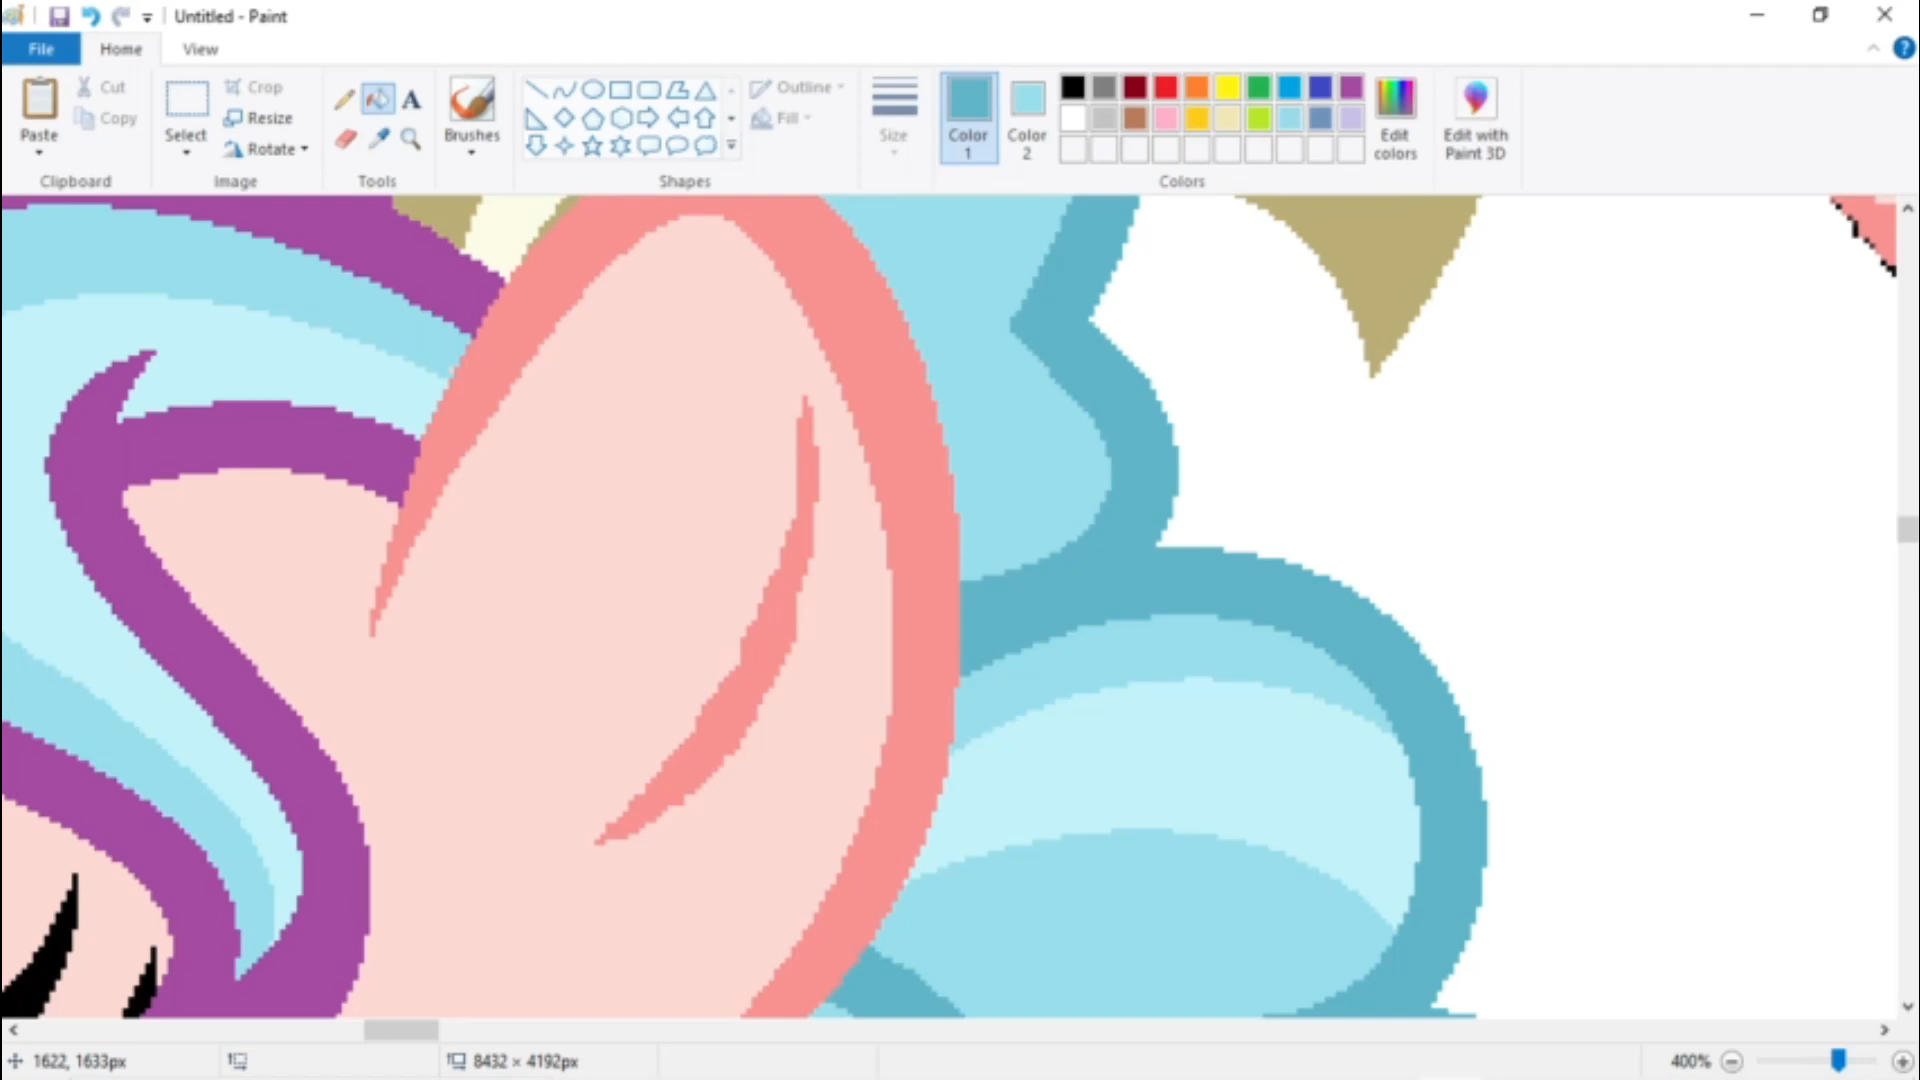 Untitled - Paint
File Home View
Paste
Cut
Copy
Clipboard
Select
Crop
Resize
Rotate
Image
A
Tools
Brushes
Shapes
Outline
Fill
Size
Color 1
Color 2
Colors
Edit colors
Edit with Paint 3D
?
1622, 1633px
8432 × 4192px
400%